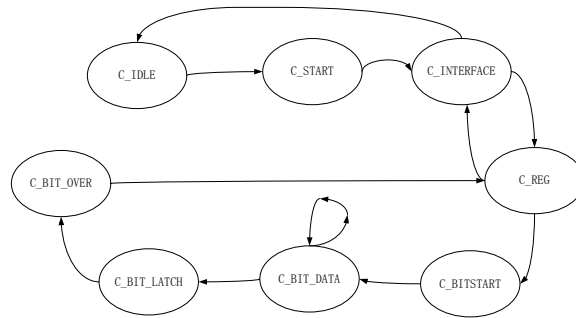 C_IDLE
C_START
C_INTERFACE
C_BIT_OVER
C_REG
C_BIT_LATCH
C_BIT_DATA
C_BITSTART